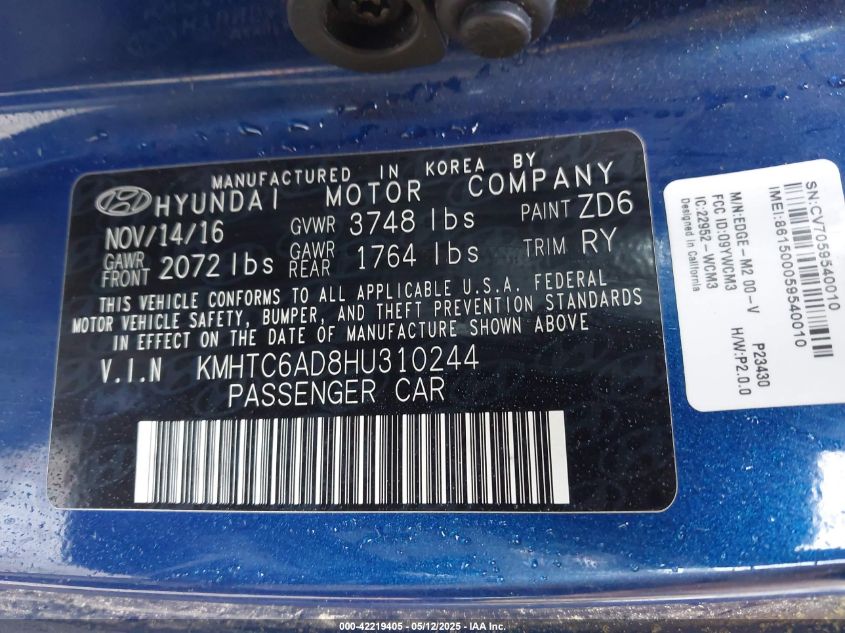 MANUFACTURED IN KOREA BY
HYUNDAI MOTOR COMPANY
NOV/14/16 GVWR 3748 lbs PAINT ZD6
GAWR FRONT 2072 lbs GAWR REAR 1764 lbs TRIM RY
THIS VEHICLE CONFORMS TO ALL APPLICABLE U.S.A. FEDERAL
MOTOR VEHICLE SAFETY, BUMPER, AND THEFT PREVENTION STANDARDS
IN EFFECT ON THE DATE OF MANUFACTURE SHOWN ABOVE
V.I.N KMHTC6AD8HU310244
PASSENGER CAR
SN:CV7059540010
IMEI:861500059540010
M/N:EDGE-M2 00-V P23430
FCC ID:09YWCM3 H/W:P2.0.0
IC:22952-WCM3
Designed in California
000-42219405 - 05/12/2025 - IAA Inc.